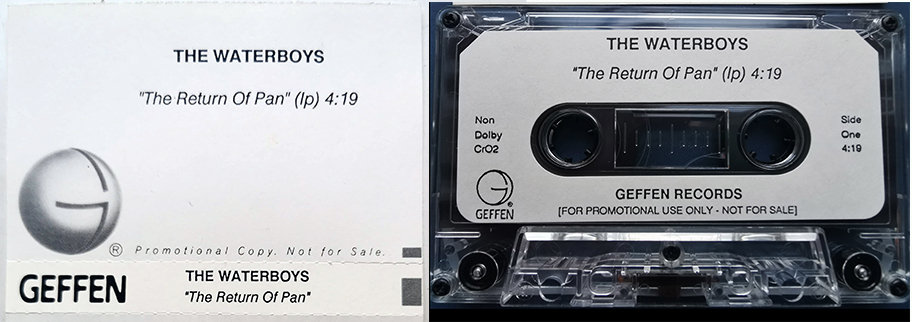 THE WATERBOYS
"The Return Of Pan" (lp) 4:19
® Promotional Copy. Not for Sale.
GEFFEN
THE WATERBOYS
"The Return Of Pan"
THE WATERBOYS
"The Return Of Pan" (lp) 4:19
Non
Dolby
CrO2
Side
One
4:19
GEFFEN®
GEFFEN RECORDS
[FOR PROMOTIONAL USE ONLY - NOT FOR SALE]